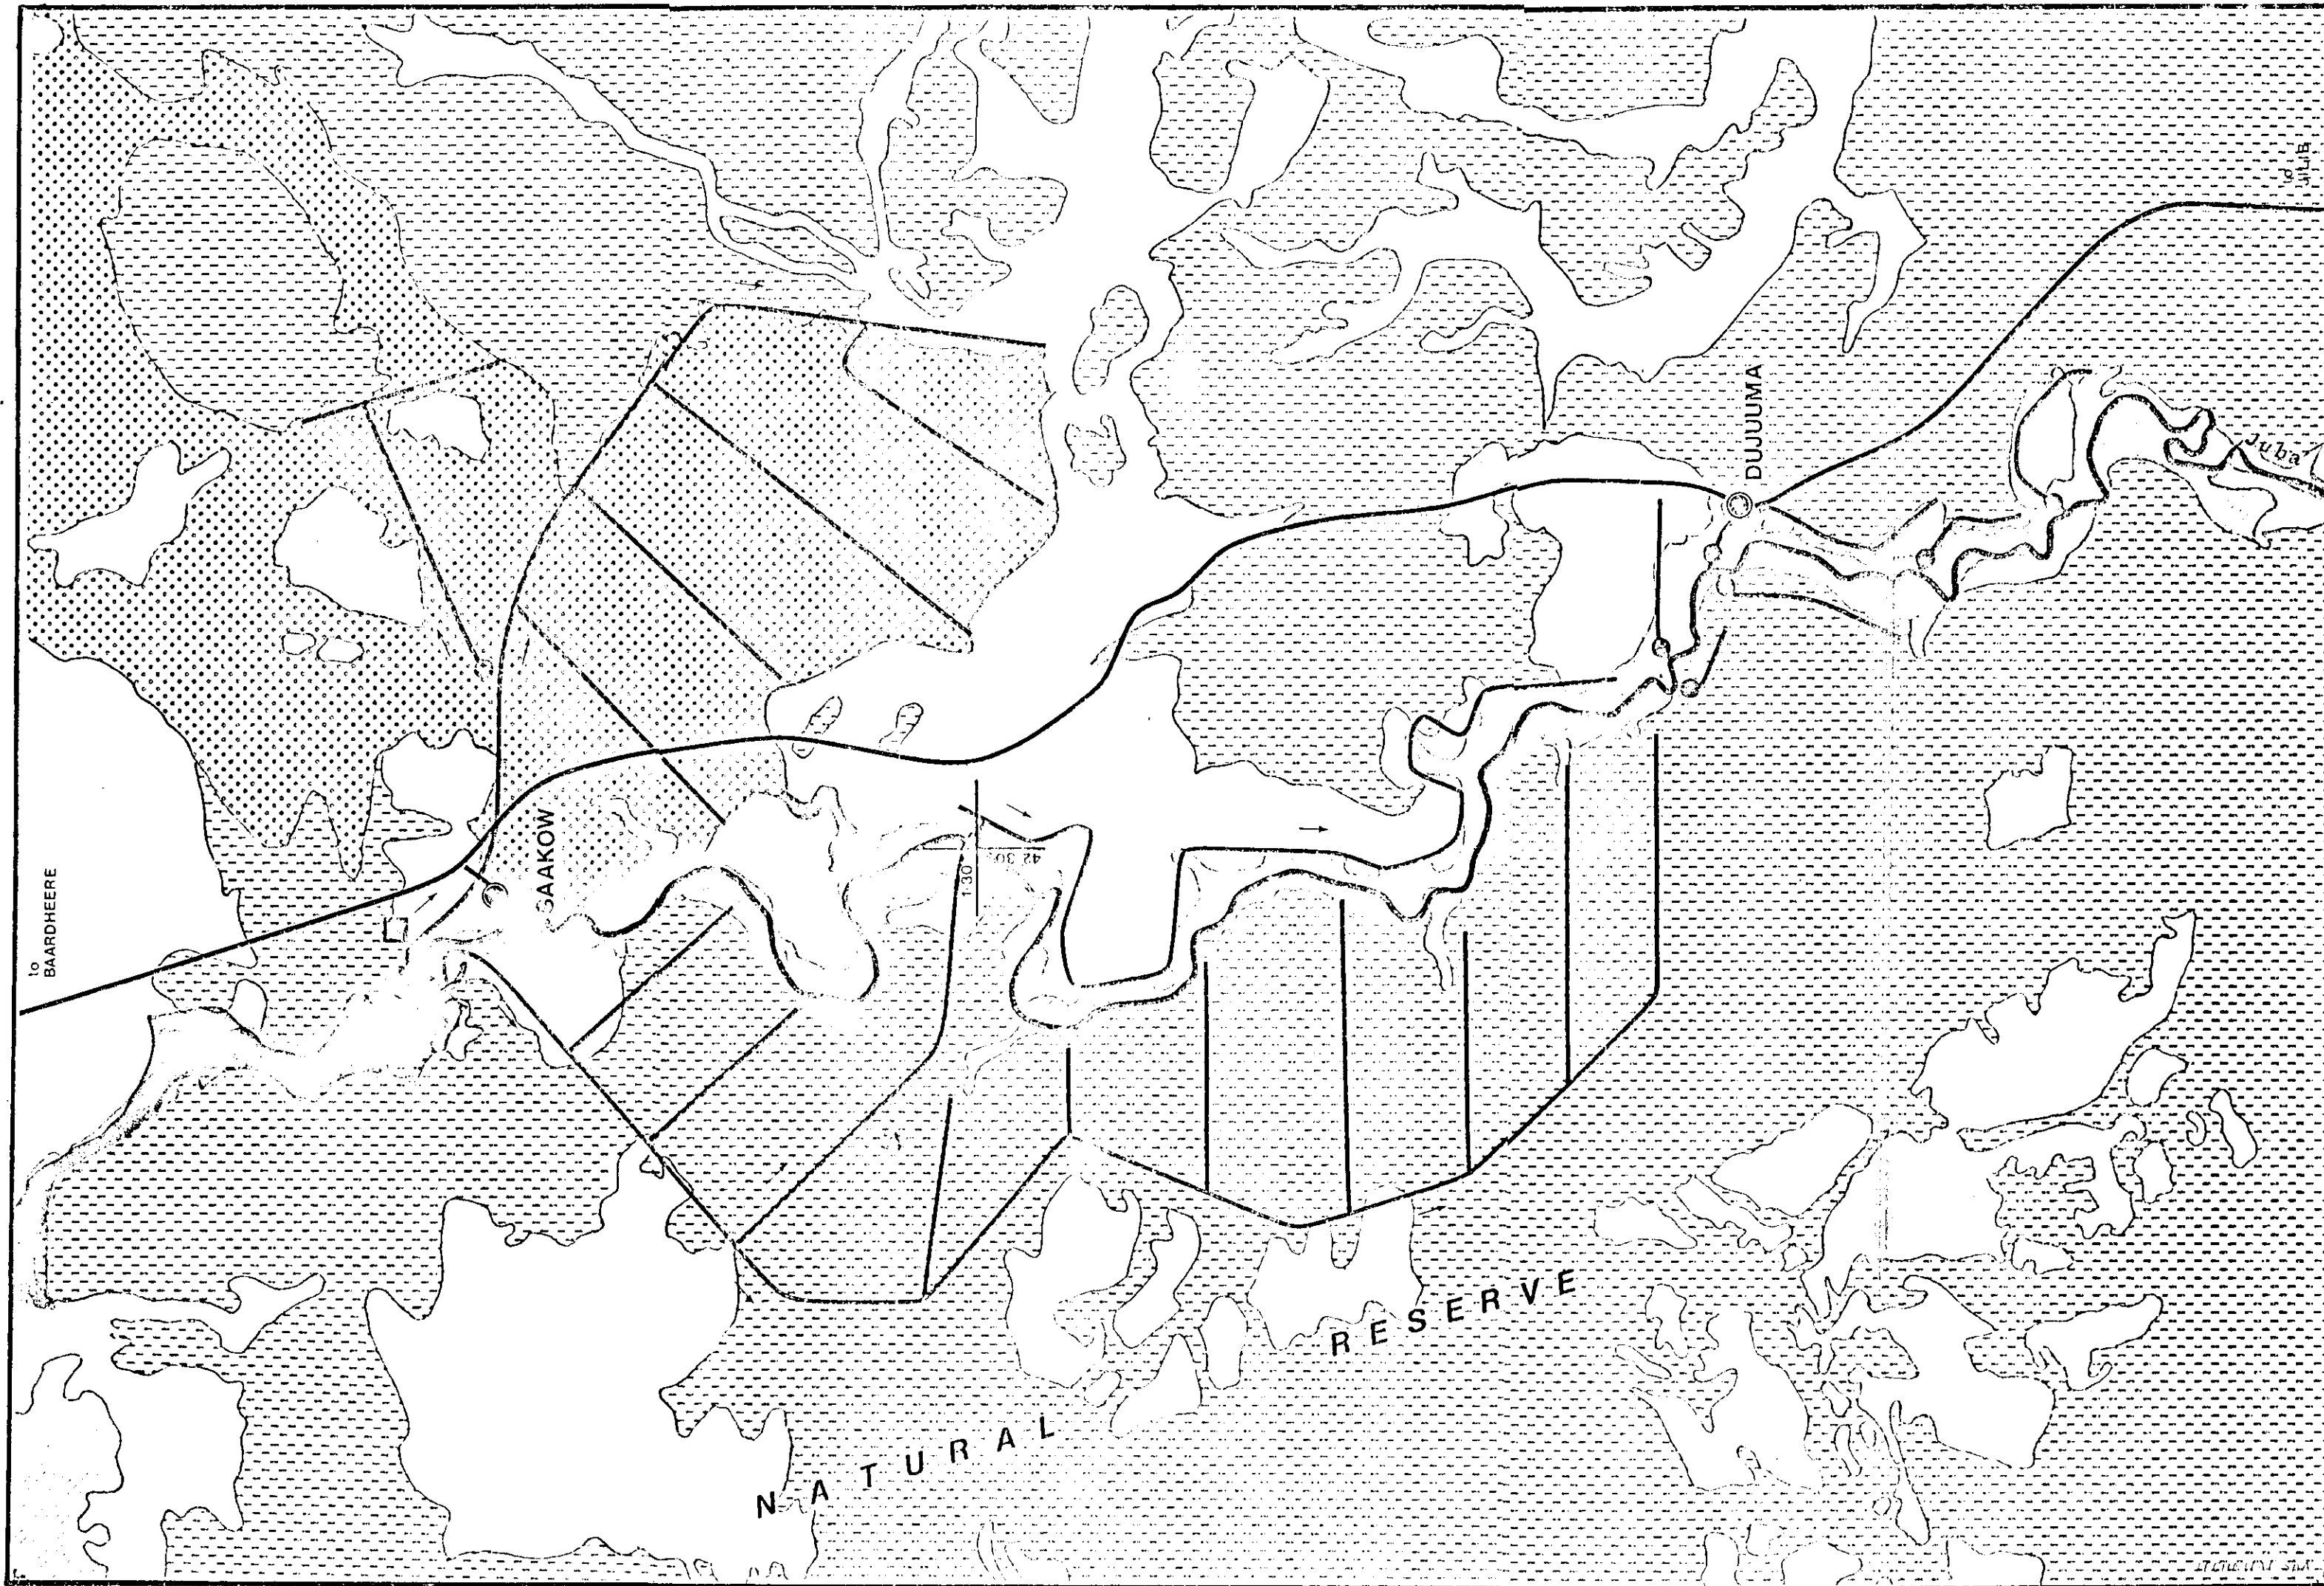 to
BAARDHEERE
SAAKOW
DUJUUMA
to
JILIB
Juba
1·30'
42 30'
NATURAL RESERVE